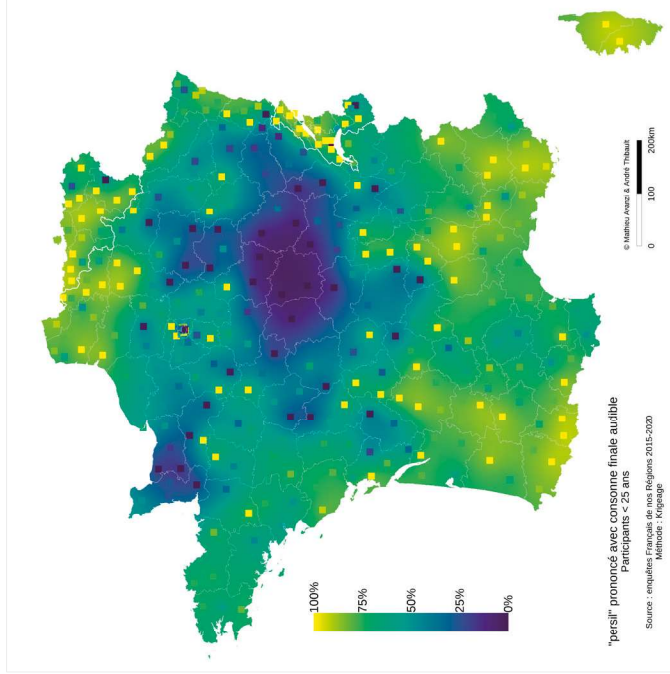 "persil" prononcé avec consonne finale audible
Participants < 25 ans
Source : enquêtes Français de nos Régions 2015-2020
Méthode : Krigeage
100%
75%
50%
25%
0%
© Mathieu Avanzi & André Thibault
0 100 200km